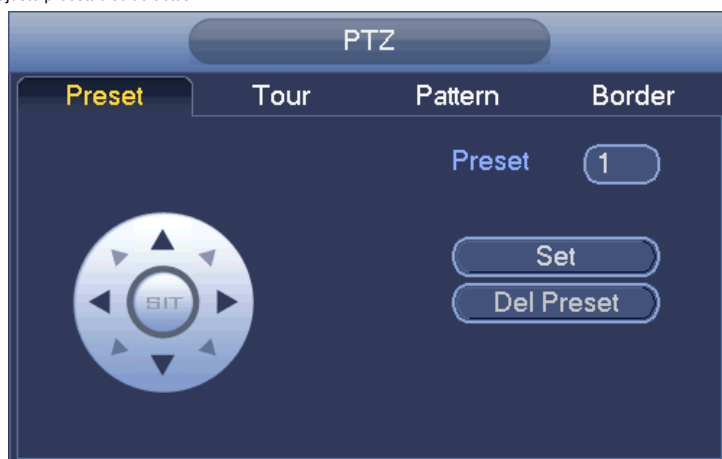 PTZ
Preset Tour Pattern Border
Preset 1
Set
SIT
Del Preset